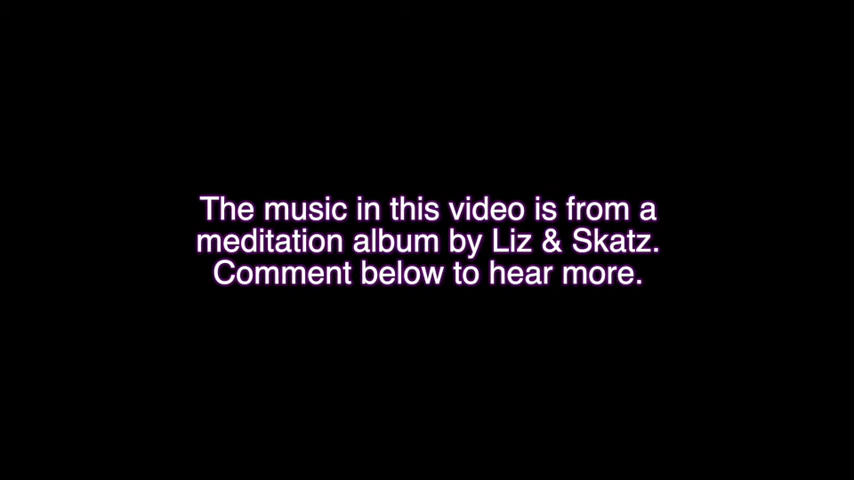 The music in this video is from a
meditation album by Liz & Skatz.
Comment below to hear more.